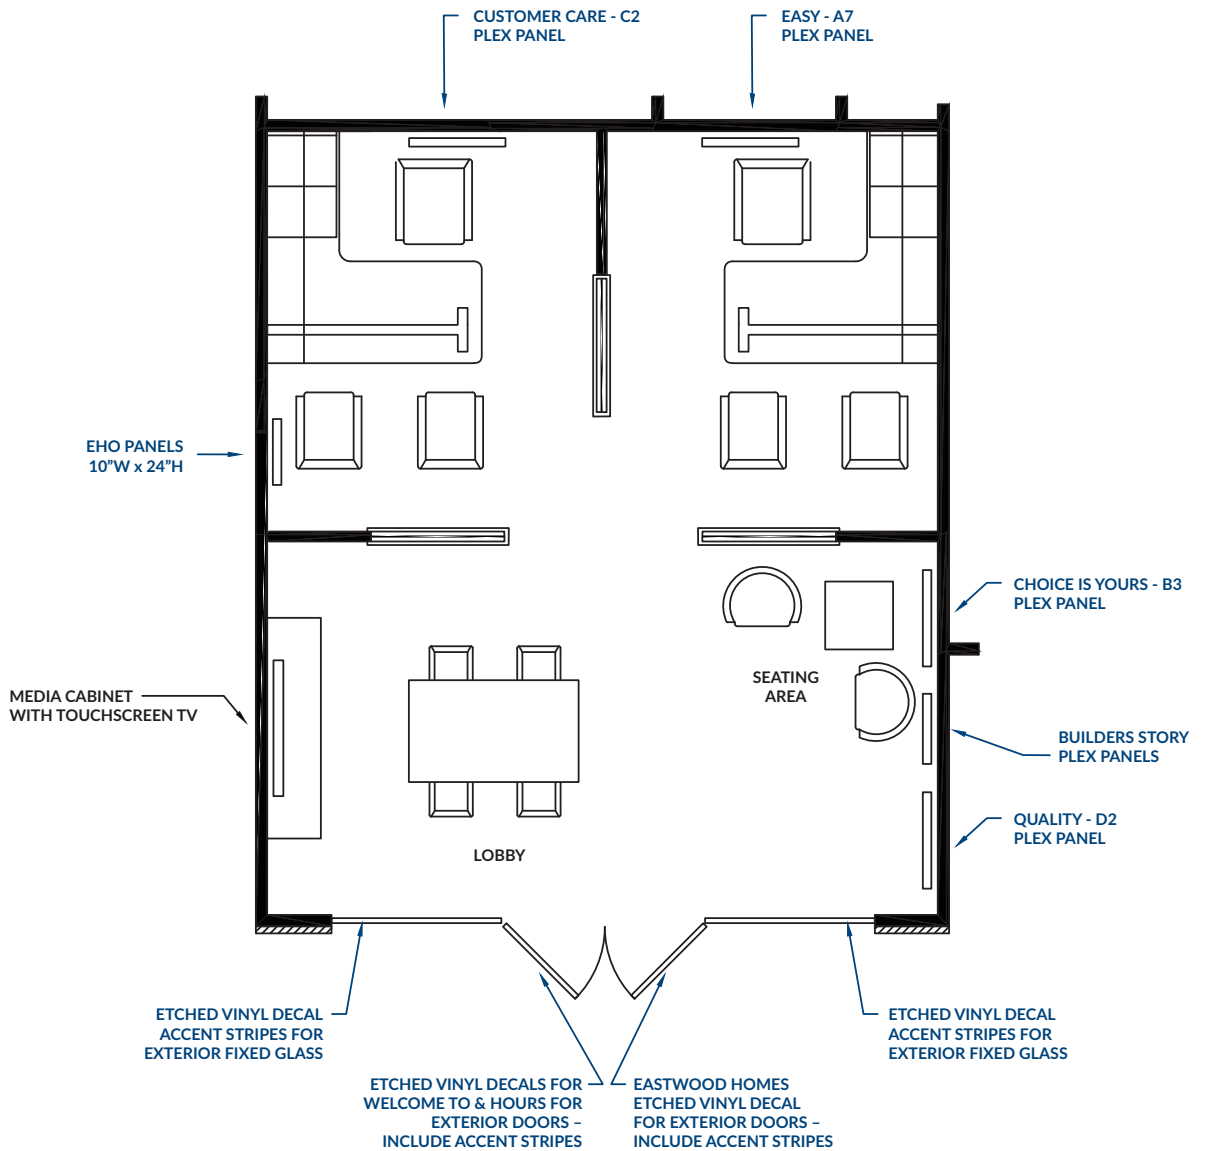 CUSTOMER CARE - C2
PLEX PANEL
EASY - A7
PLEX PANEL
EHO PANELS
10”W x 24”H
CHOICE IS YOURS - B3
PLEX PANEL
SEATING
AREA
MEDIA CABINET
WITH TOUCHSCREEN TV
BUILDERS STORY
PLEX PANELS
QUALITY - D2
PLEX PANEL
LOBBY
ETCHED VINYL DECAL
ACCENT STRIPES FOR
EXTERIOR FIXED GLASS
ETCHED VINYL DECAL
ACCENT STRIPES FOR
EXTERIOR FIXED GLASS
ETCHED VINYL DECALS FOR
WELCOME TO & HOURS FOR
EXTERIOR DOORS –
INCLUDE ACCENT STRIPES
EASTWOOD HOMES
ETCHED VINYL DECAL
FOR EXTERIOR DOORS –
INCLUDE ACCENT STRIPES